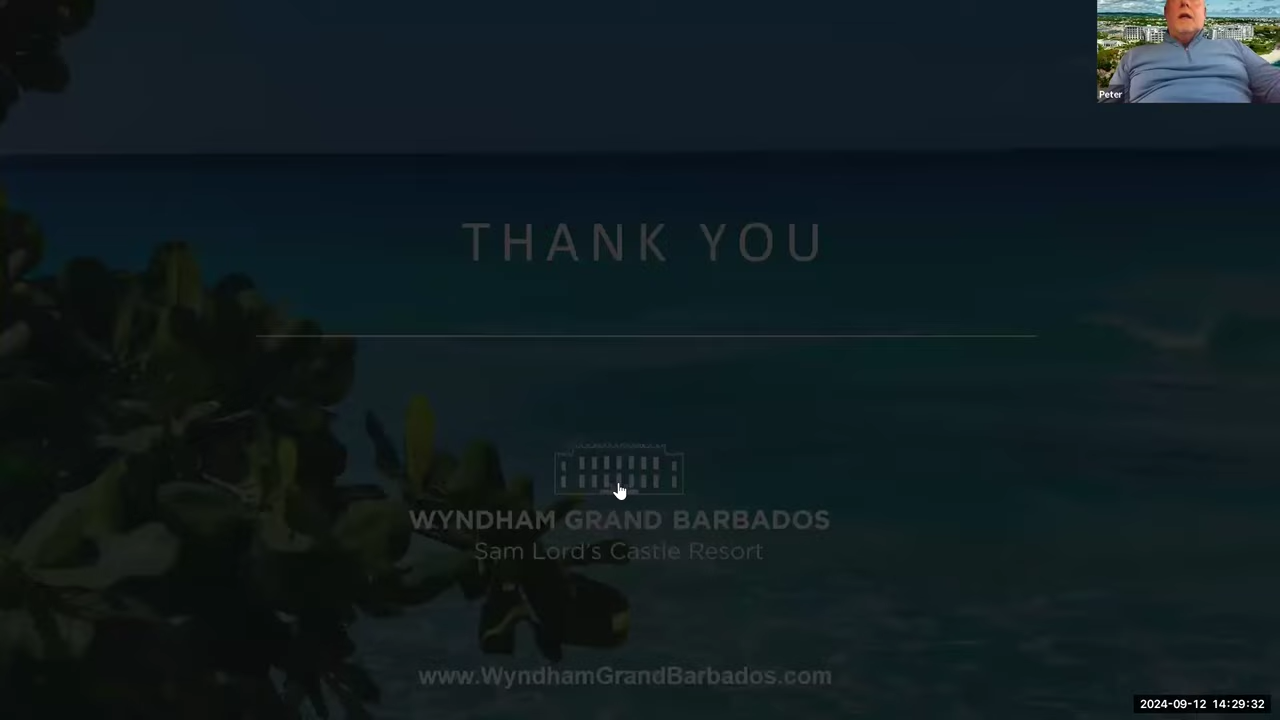 Peter
THANK YOU
WYNDHAM GRAND BARBADOS
Sam Lord's Castle Resort
www.WyndhamGrandBarbados.com
2024-09-12 14:29:32